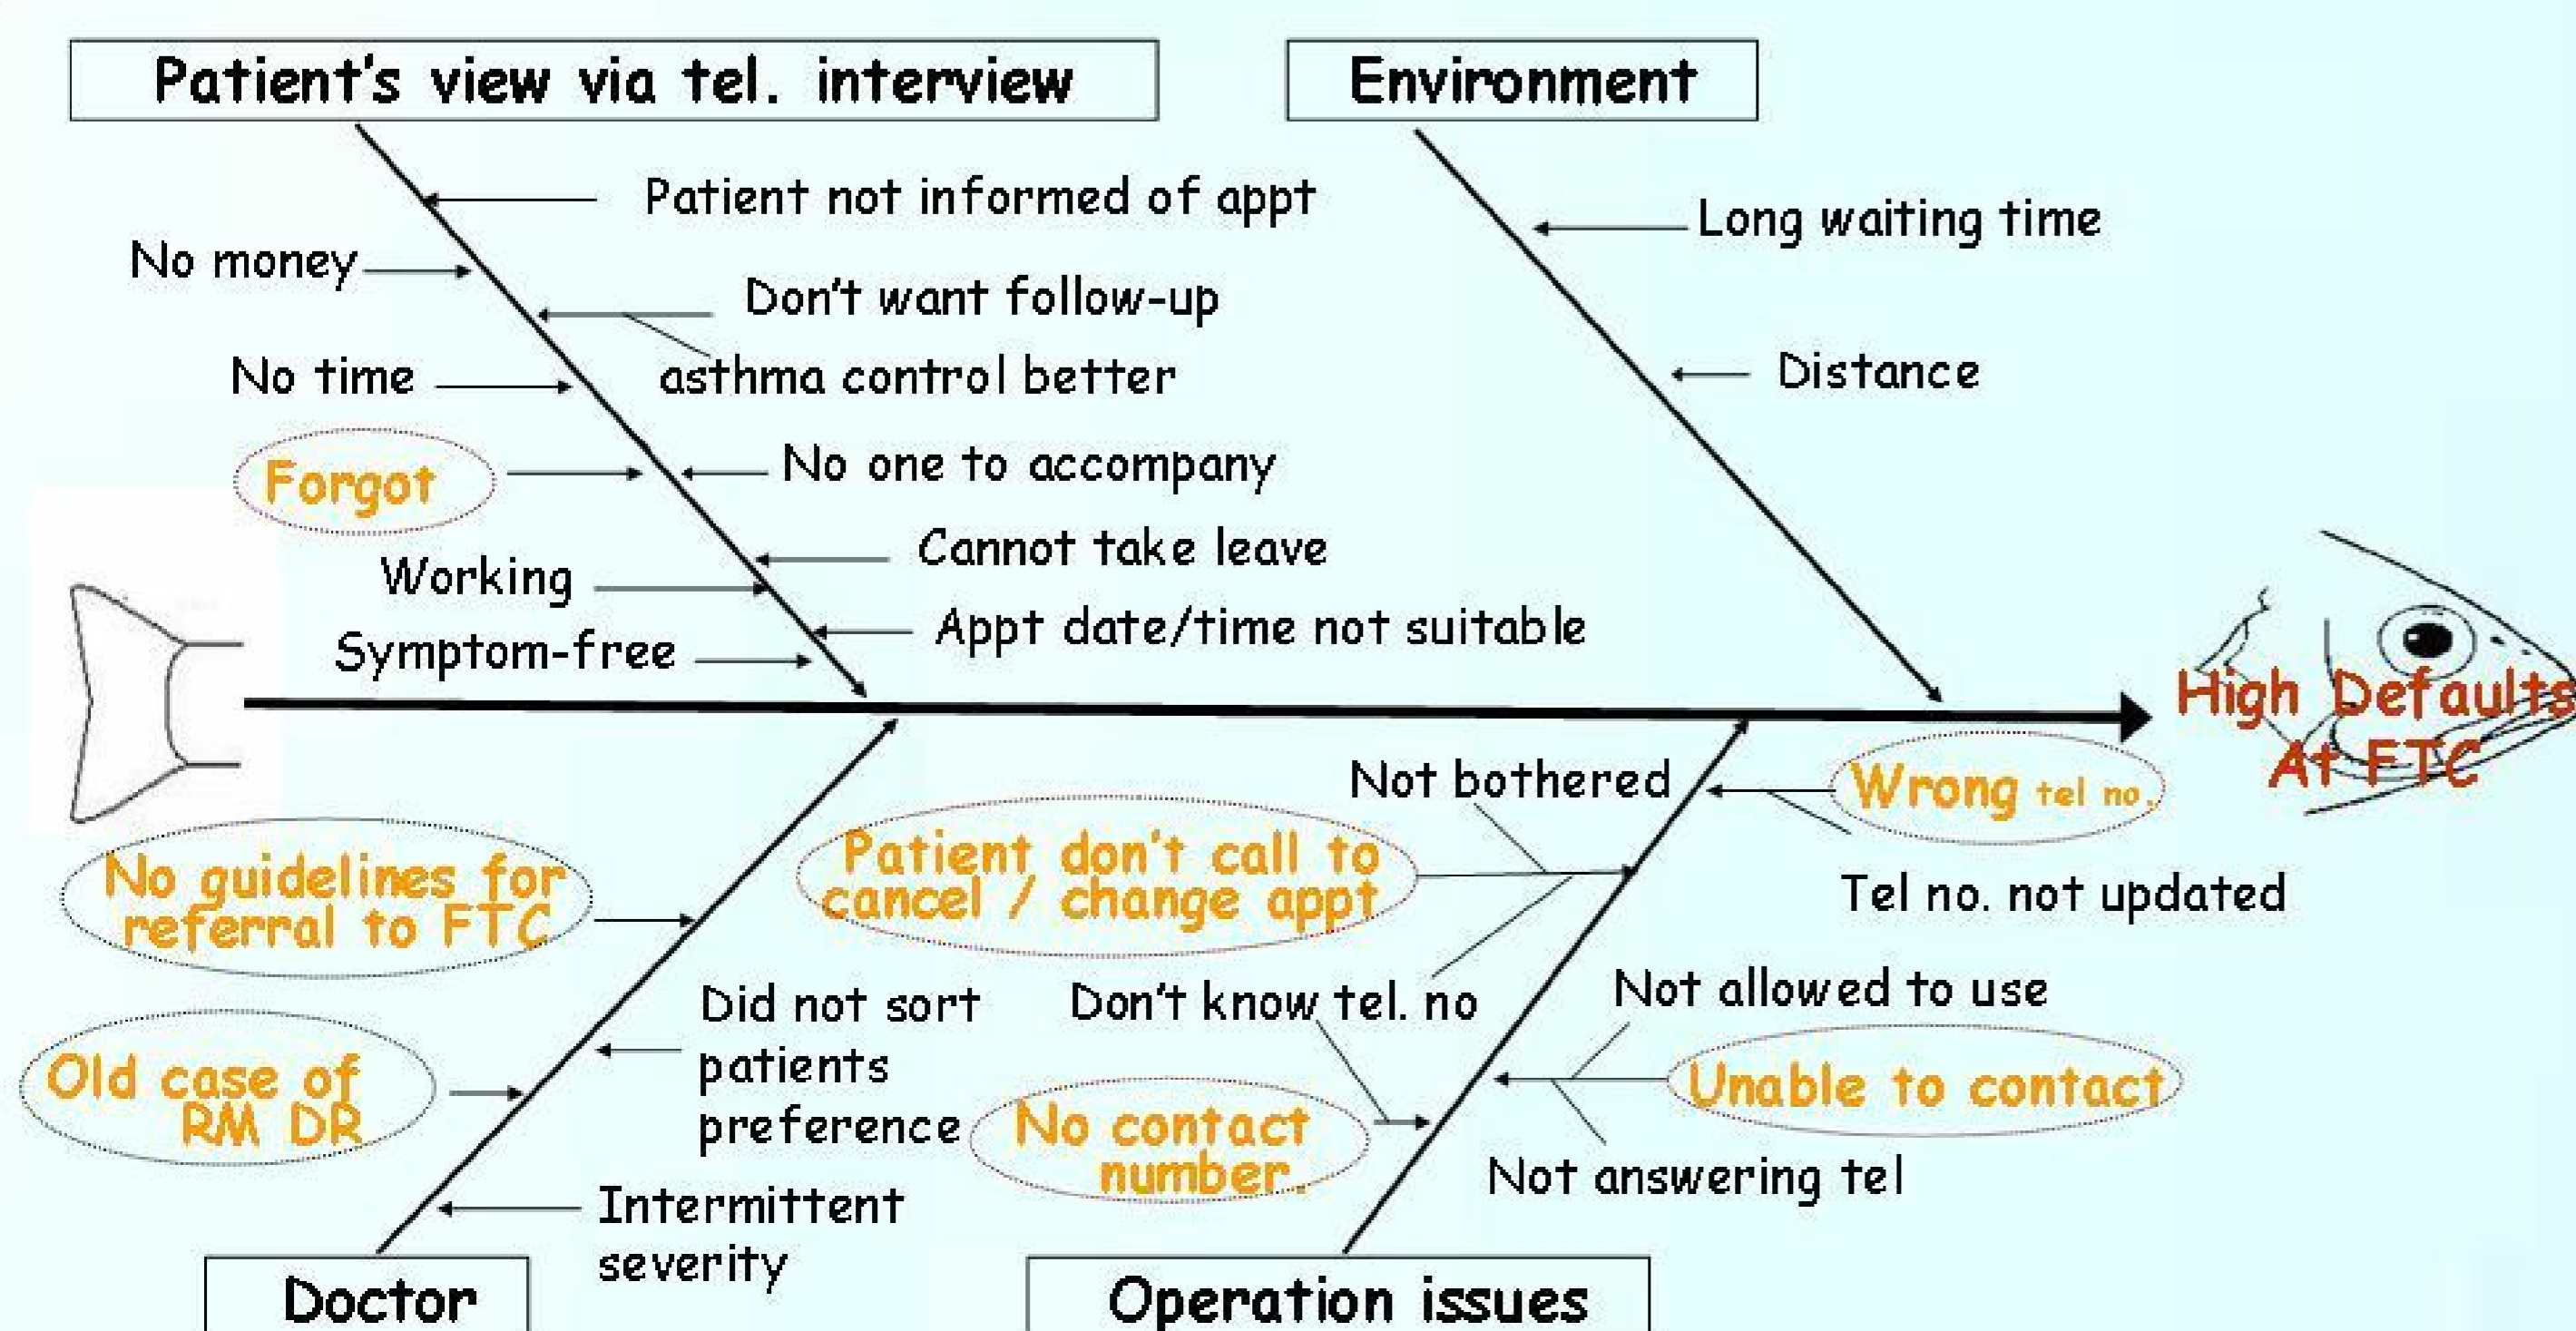 Patient's view via tel. interview
Environment
Patient not informed of appt
Long waiting time
No money
Don't want follow-up
No time
asthma control better
Distance
Forgot
No one to accompany
Cannot take leave
Working
Appt date/time not suitable
Symptom-free
High Defaults
At FTC
Not bothered
Wrong tel no.
Patient don't call to
cancel / change appt
No guidelines for
referral to FTC
Tel no. not updated
Did not sort
patients
preference
Don't know tel. no
Not allowed to use
Old case of
RM DR
No contact
number.
Unable to contact
Not answering tel
Intermittent
severity
Doctor
Operation issues